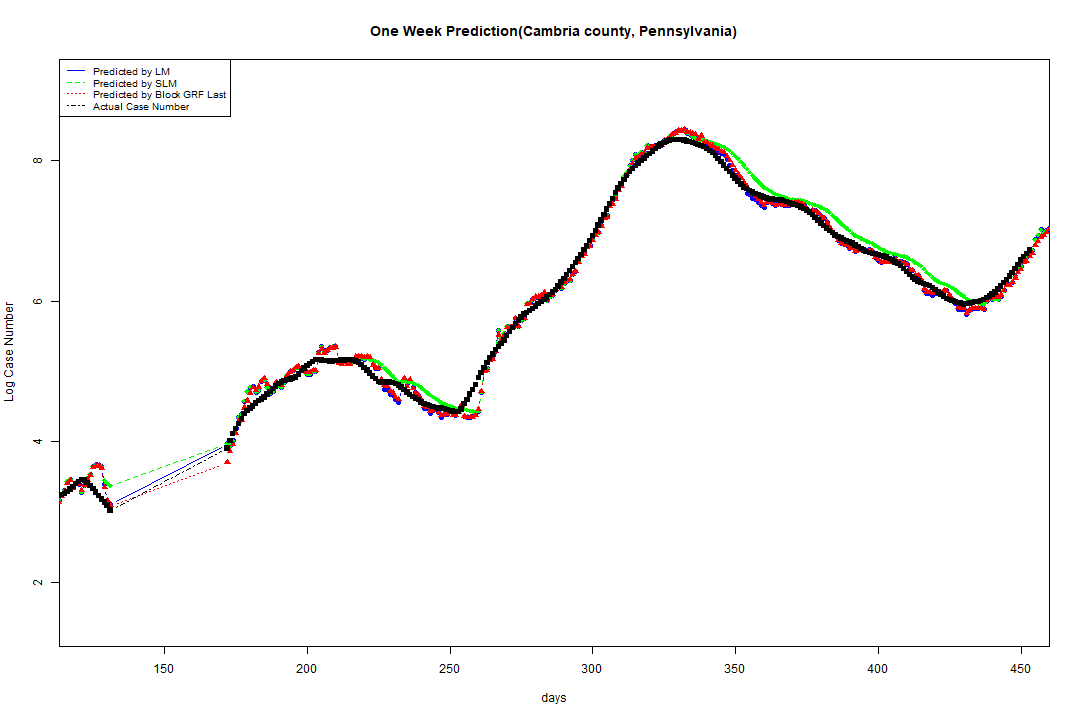 One Week Prediction(Cambria county, Pennsylvania)
Predicted by LM
Predicted by SLM
Predicted by Block GRF Last
Actual Case Number
8
6
4
2
Log Case Number
150 200 250 300 350 400 450
days